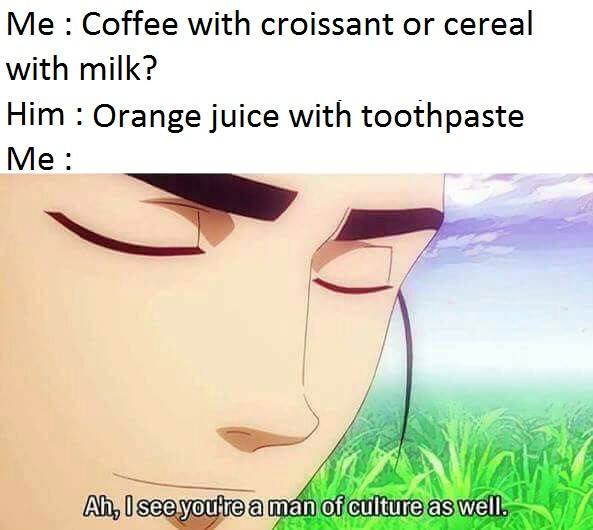 Me : Coffee with croissant or cereal
with milk?
Him : Orange juice with toothpaste
Me :
Ah, I see you're a man of culture as well.